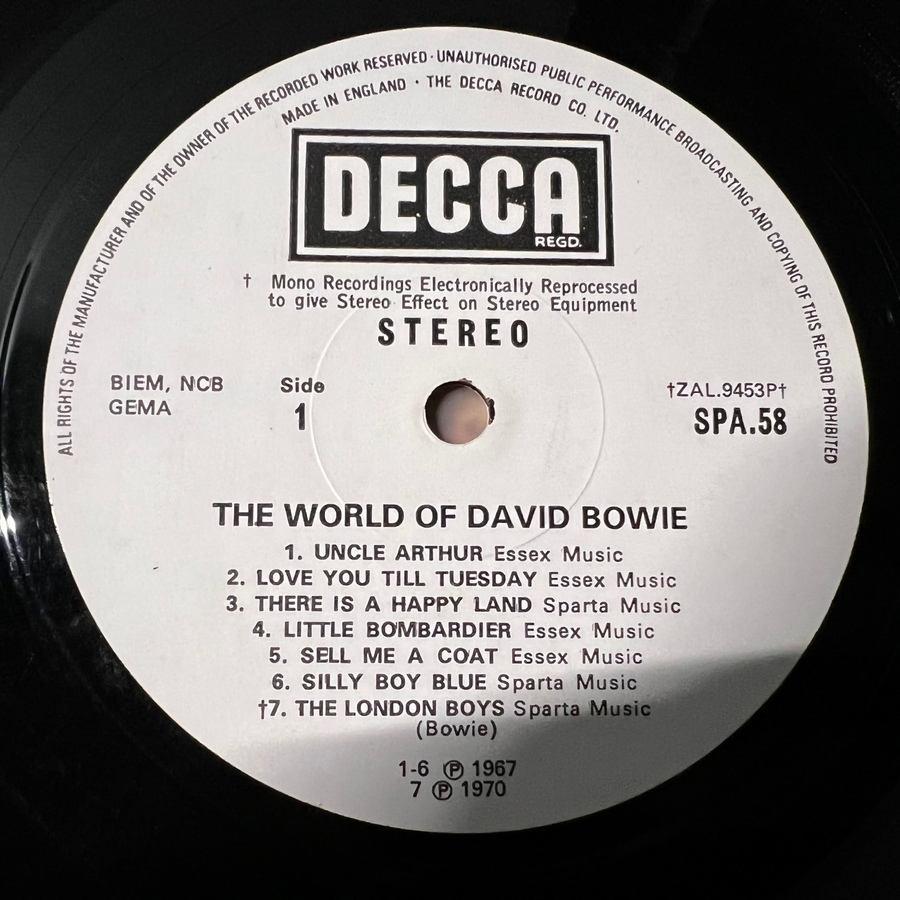 ALL RIGHTS OF THE MANUFACTURER AND OF THE OWNER OF THE RECORDED WORK RESERVED · UNAUTHORISED PUBLIC PERFORMANCE BROADCASTING AND COPYING OF THIS RECORD PROHIBITED
MADE IN ENGLAND · THE DECCA RECORD CO. LTD.
DECCA
REGD.
† Mono Recordings Electronically Reprocessed
to give Stereo Effect on Stereo Equipment
STEREO
BIEM, NCB
GEMA
Side
1
†ZAL.9453P†
SPA.58
THE WORLD OF DAVID BOWIE
1. UNCLE ARTHUR Essex Music
2. LOVE YOU TILL TUESDAY Essex Music
3. THERE IS A HAPPY LAND Sparta Music
4. LITTLE BOMBARDIER Essex Music
5. SELL ME A COAT Essex Music
6. SILLY BOY BLUE Sparta Music
†7. THE LONDON BOYS Sparta Music
(Bowie)
1-6 ℗ 1967
7 ℗ 1970